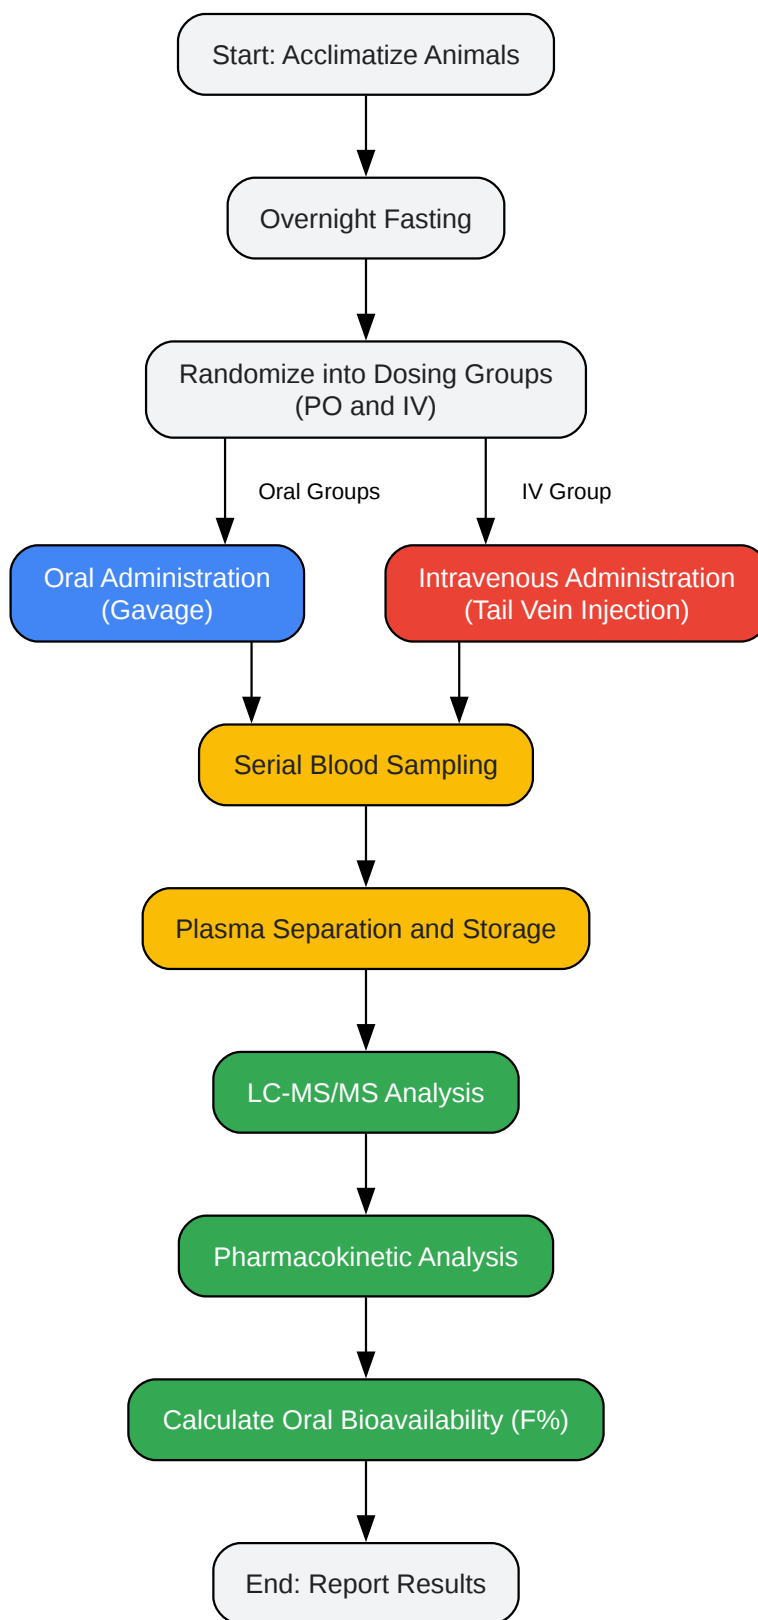 Start: Acclimatize Animals
Overnight Fasting
Randomize into Dosing Groups
(PO and IV)
Oral Groups
IV Group
Oral Administration
(Gavage)
Intravenous Administration
(Tail Vein Injection)
Serial Blood Sampling
Plasma Separation and Storage
LC-MS/MS Analysis
Pharmacokinetic Analysis
Calculate Oral Bioavailability (F%)
End: Report Results